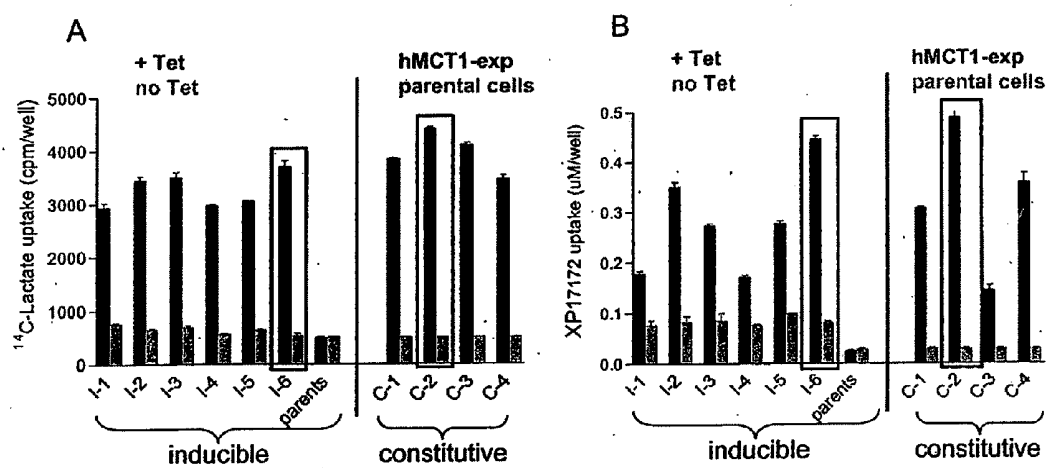 A
+ Tet
no Tet
hMCT1-exp
parental cells
14C-Lactate uptake (cpm/well)
5000
4000
3000
2000
1000
0
I-1
I-2
I-3
I-4
I-5
I-6
parents
C-1
C-2
C-3
C-4
inducible
constitutive
B
+ Tet
no Tet
hMCT1-exp
parental cells
XP17172 uptake (uM/well)
0.5
0.4
0.3
0.2
0.1
0.0
I-1
I-2
I-3
I-4
I-5
I-6
parents
C-1
C-2
C-3
C-4
inducible
constitutive